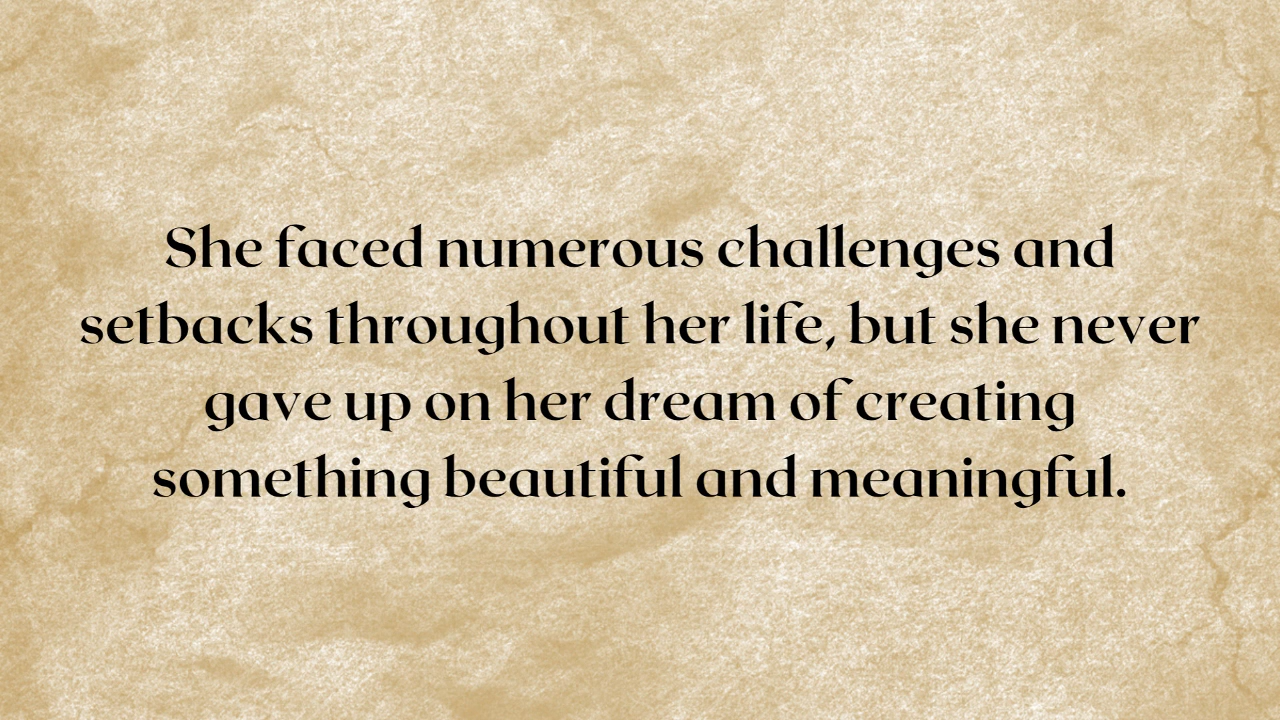 She faced numerous challenges and
setbacks throughout her life, but she never
gave up on her dream of creating
something beautiful and meaningful.